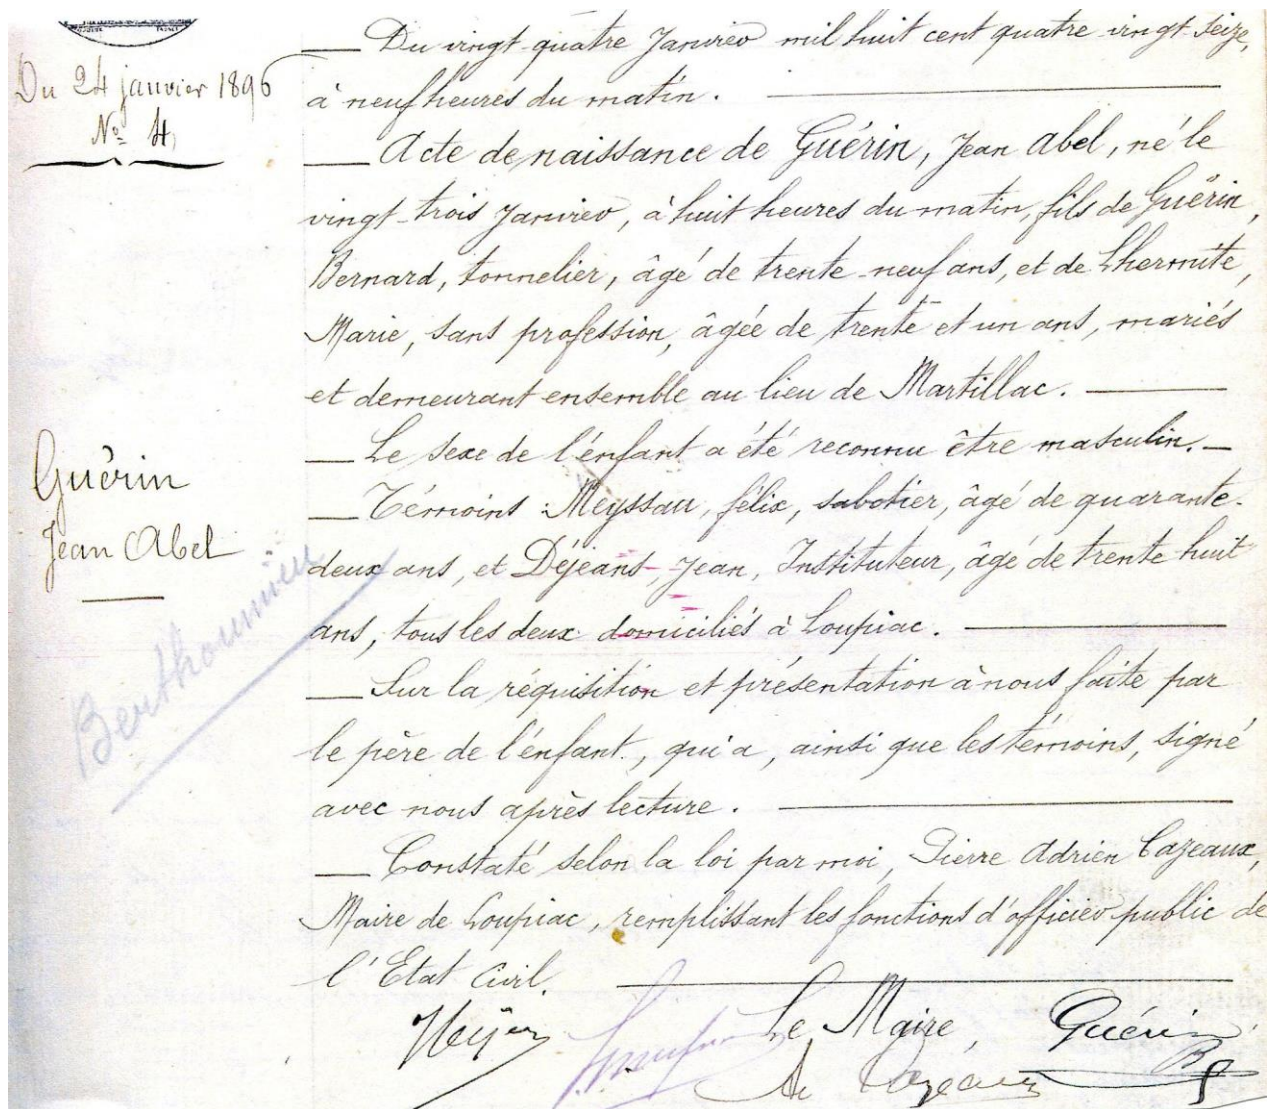 Du 24 janvier 1896
Nº 4
Du vingt-quatre Janvier mil huit cent quatre-vingt-seize,
à neuf heures du matin.
Acte de naissance de Guérin, Jean Abel, né le
vingt-trois Janvier, à huit heures du matin, fils de Guérin,
Bernard, tonnelier, âgé de trente-neuf ans, et de Lhermite,
Marie, sans profession, âgée de trente et un ans, mariés
et demeurant ensemble au lieu de Martillac.
Le sexe de l'énfant a été reconnu être masculin.
Guérin
Jean Abel
Berthoumieu
Témoins : Meyssau, félix, sabotier, âgé de quarante-
deux ans, et Déjeans, Jean, Instituteur, âgé de trente huit
ans, tous les deux domiciliés à Loupiac.
Sur la réquisition et présentation à nous faite par
le père de l'énfant, qui a, ainsi que les témoins, signé
avec nous après lecture.
Constaté selon la loi par moi, Pierre Adrien Cazeaux,
Maire de Loupiac, remplissant les fonctions d'officier public de
l'Etat Civil.
Le Maire, Guérin
A Cazeaux